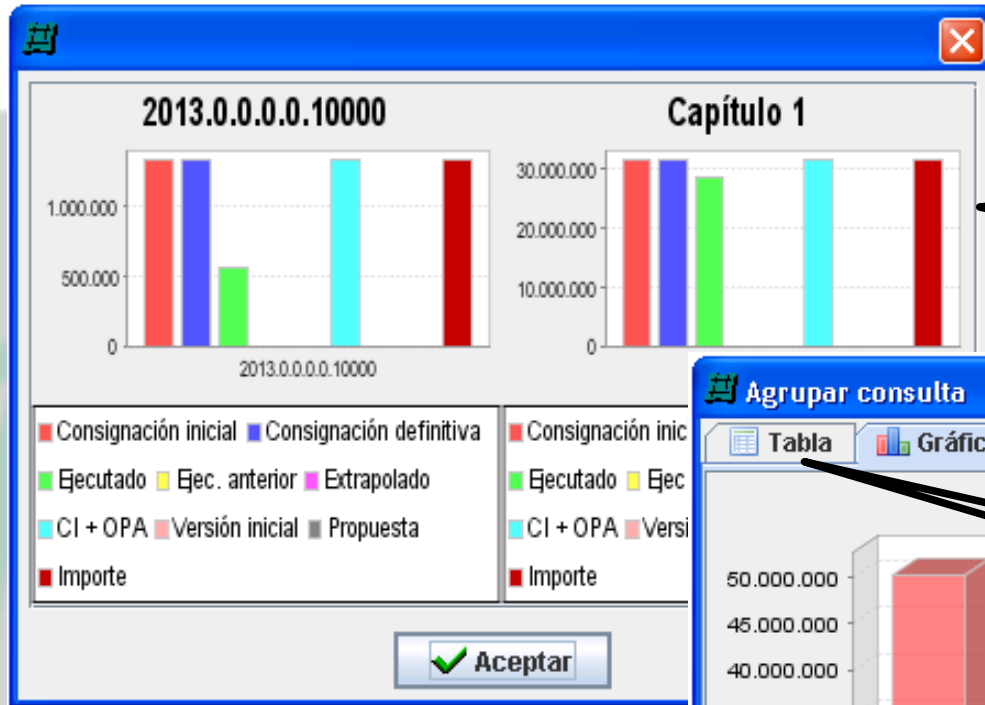 2013.0.0.0.0.10000
1.000.000
500.000
0
2013.0.0.0.0.10000
Capítulo 1
30.000.000
20.000.000
10.000.000
0
Consignación inicial Consignación definitiva
Ejecutado Ejec. anterior Extrapolado
CI + OPA Versión inicial Propuesta
Importe
Consignación inic
Ejecutado Ejec
CI + OPA Versi
Importe
Aceptar
Agrupar consulta
Tabla Gráfic
50.000.000
45.000.000
40.000.000